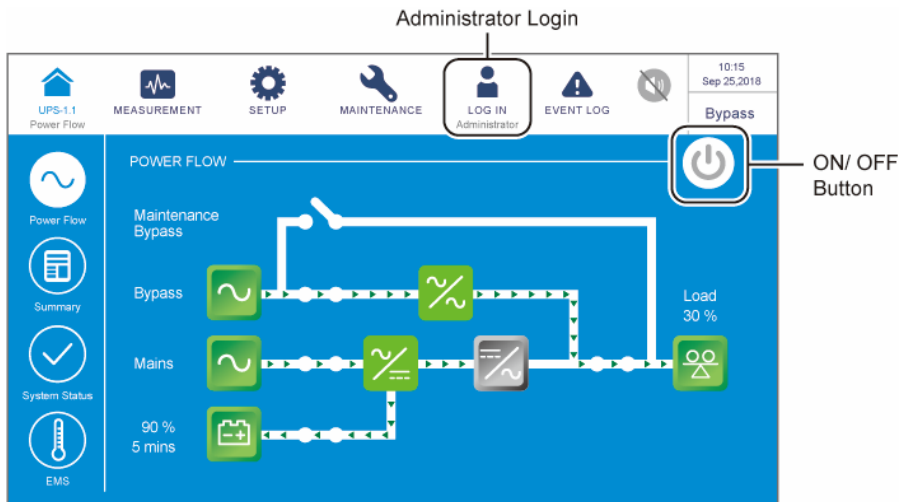 Administrator Login
UPS-1.1
Power Flow
MEASUREMENT
SETUP
MAINTENANCE
LOG IN
Administrator
EVENT LOG
10:15
Sep 25,2018
Bypass
POWER FLOW
ON/ OFF
Button
Power Flow
Maintenance
Bypass
Summary
Bypass
Load
30 %
Mains
System Status
90 %
5 mins
EMS